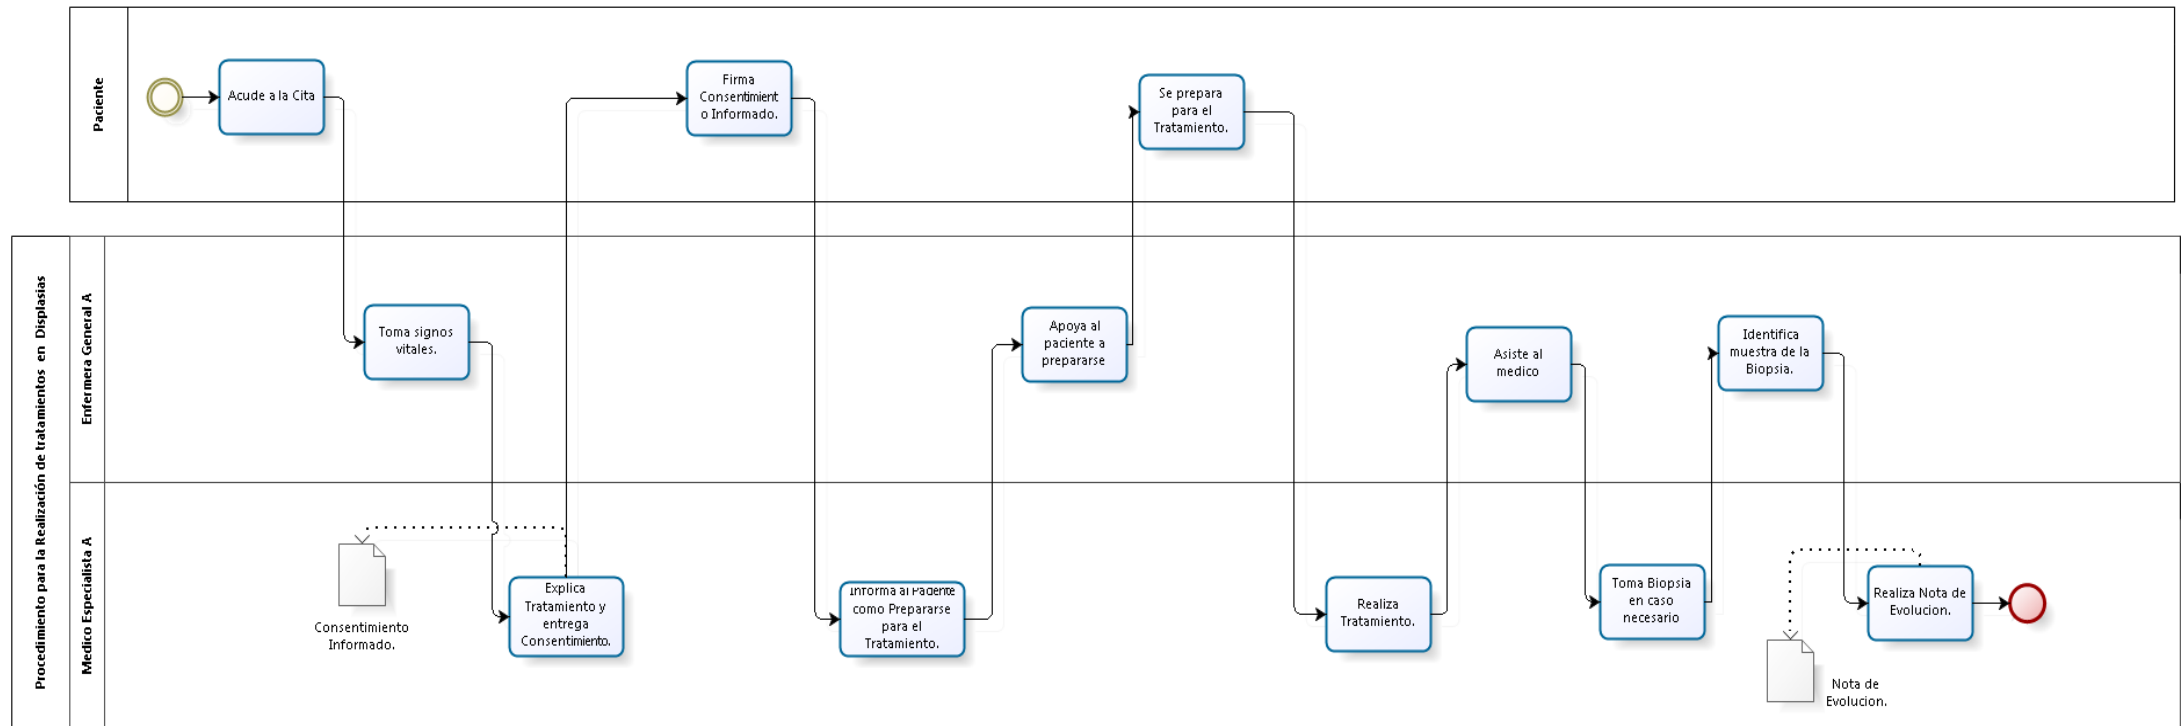 Paciente
Acude a la Cita
Firma
Consentimient
o Informado.
Se prepara
para el
Tratamiento.
Procedimiento para la Realización de tratamientos en Displasias
Enfermera General A
Toma signos
vitales.
Apoya al
paciente a
prepararse
Asiste al
medico
Identifica
muestra de la
Biopsia.
Medico Especialista A
Consentimiento
Informado.
Explica
Tratamiento y
entrega
Consentimiento.
Informa al Paciente
como Prepararse
para el
Tratamiento.
Realiza
Tratamiento.
Toma Biopsia
en caso
necesario
Realiza Nota de
Evolucion.
Nota de
Evolucion.